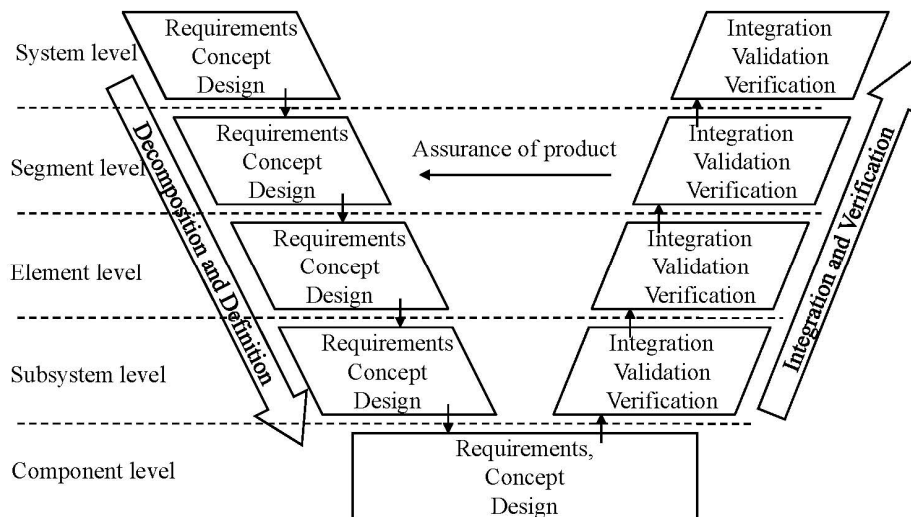 System level
Requirements
Concept
Design
Integration
Validation
Verification
Segment level
Requirements
Concept
Design
Assurance of product
Integration
Validation
Verification
Element level
Requirements
Concept
Design
Integration
Validation
Verification
Subsystem level
Requirements
Concept
Design
Integration
Validation
Verification
Component level
Requirements,
Concept
Design
Decomposition and Definition
Integration and Verification